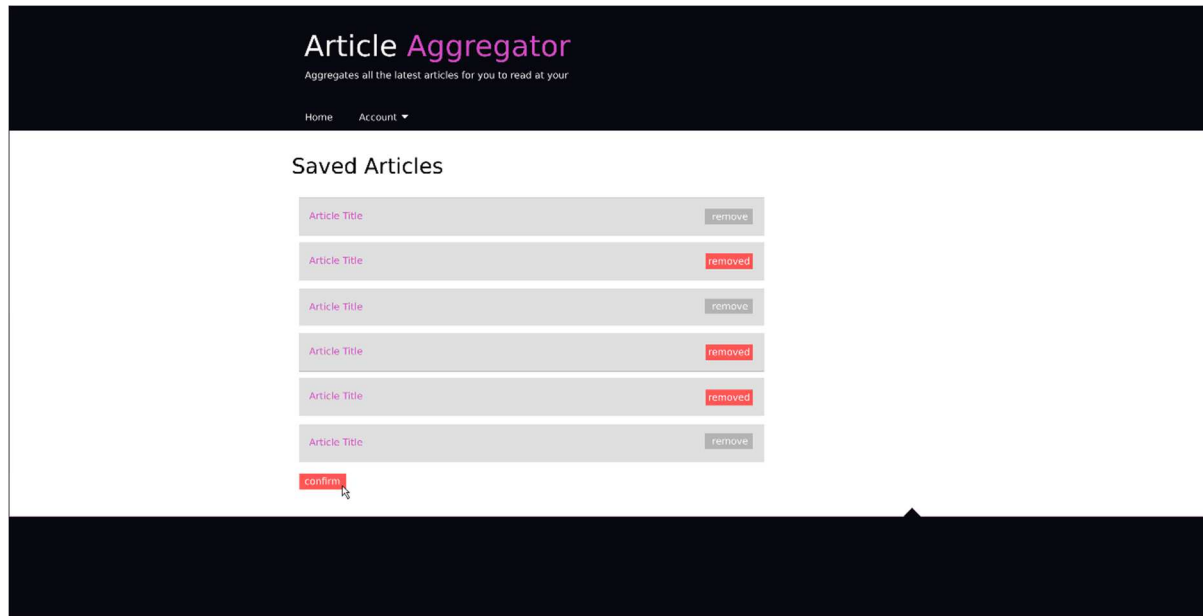 Article Aggregator
Aggregates all the latest articles for you to read at your
Home Account
Saved Articles
Article Title remove
Article Title removed
Article Title remove
Article Title removed
Article Title removed
Article Title remove
confirm